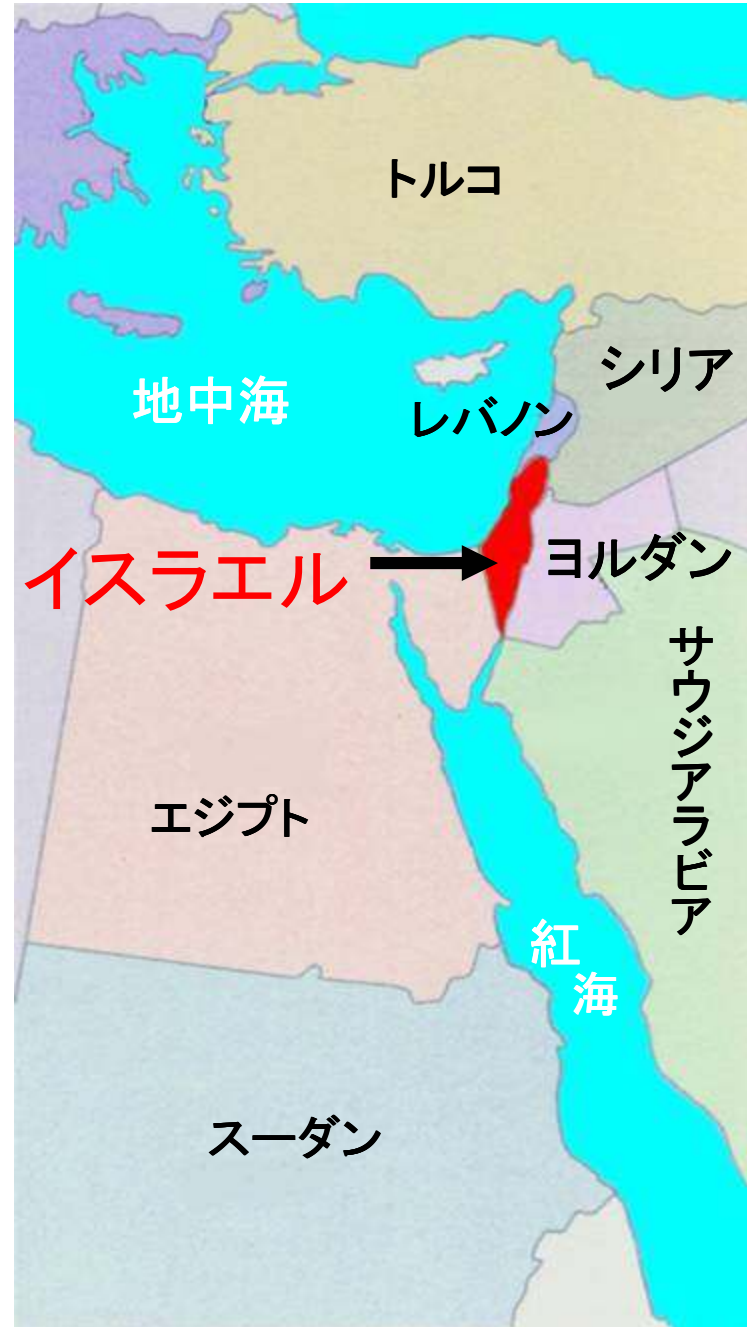 トルコ
シリア
地中海
レバノン
イスラエル
ヨルダン
サウジアラビア
エジプト
紅海
スーダン